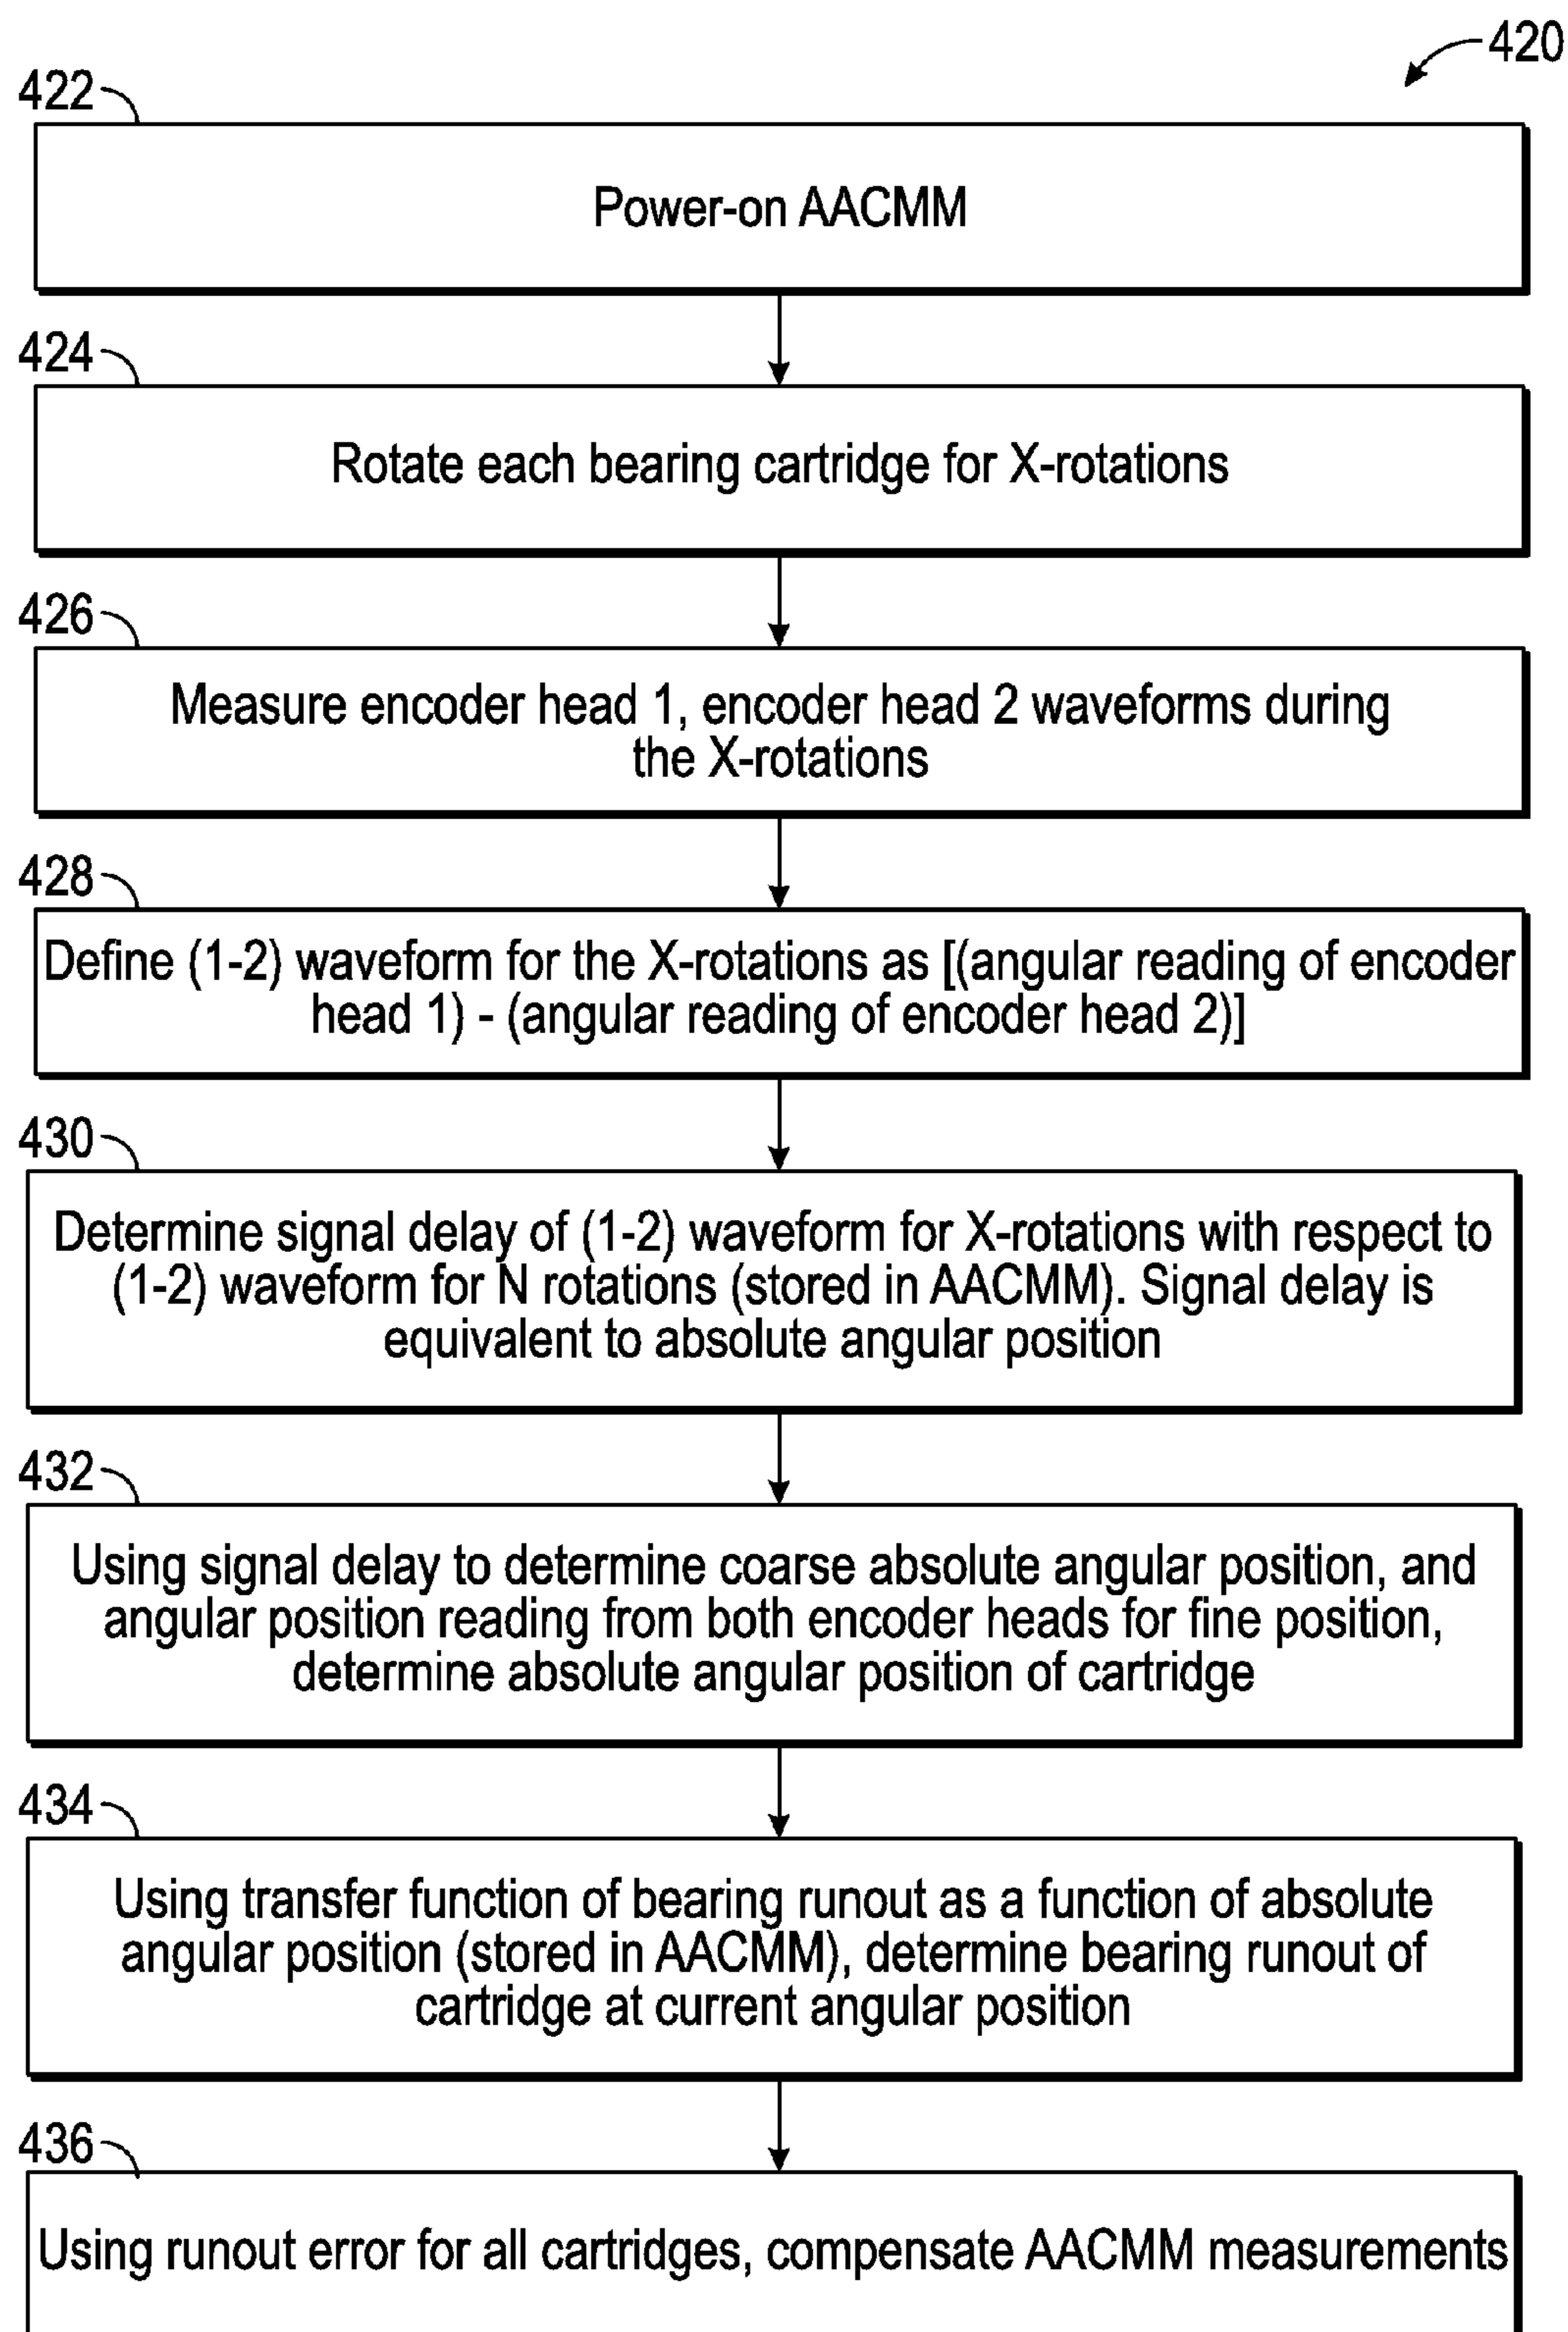 420
422
Power-on AACMM
424
Rotate each bearing cartridge for X-rotations
426
Measure encoder head 1, encoder head 2 waveforms during
the X-rotations
428
Define (1-2) waveform for the X-rotations as [(angular reading of encoder
head 1) - (angular reading of encoder head 2)]
430
Determine signal delay of (1-2) waveform for X-rotations with respect to
(1-2) waveform for N rotations (stored in AACMM). Signal delay is
equivalent to absolute angular position
432
Using signal delay to determine coarse absolute angular position, and
angular position reading from both encoder heads for fine position,
determine absolute angular position of cartridge
434
Using transfer function of bearing runout as a function of absolute
angular position (stored in AACMM), determine bearing runout of
cartridge at current angular position
436
Using runout error for all cartridges, compensate AACMM measurements